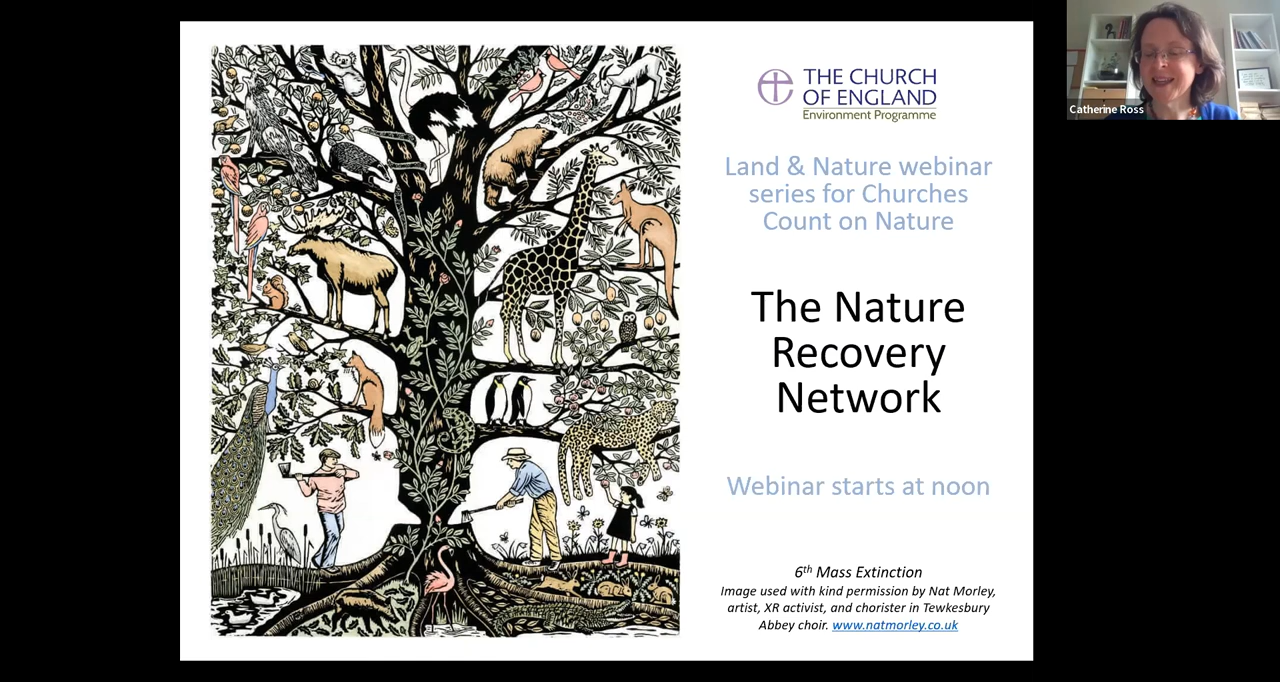 THE CHURCH
OF ENGLAND
Environment Programme
Land & Nature webinar
series for Churches
Count on Nature
The Nature
Recovery
Network
Webinar starts at noon
6th Mass Extinction
Image used with kind permission by Nat Morley,
artist, XR activist, and chorister in Tewkesbury
Abbey choir. www.natmorley.co.uk
Catherine Ross